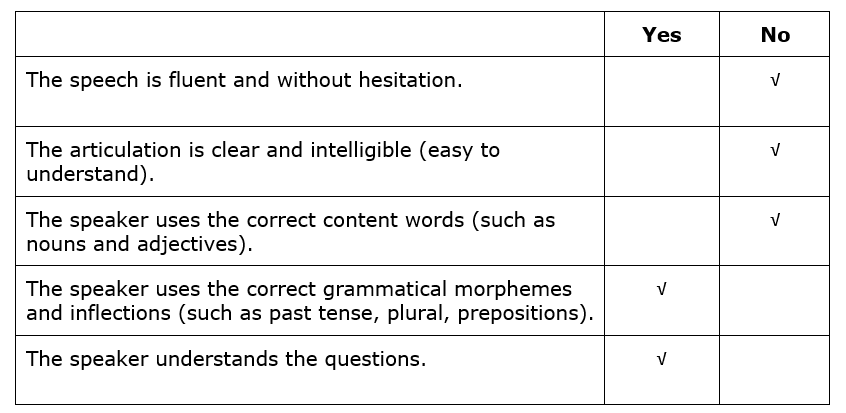 Yes No
The speech is fluent and without hesitation. √
The articulation is clear and intelligible (easy to √
understand).
The speaker uses the correct content words (such as √
nouns and adjectives).
The speaker uses the correct grammatical morphemes √
and inflections (such as past tense, plural, prepositions).
The speaker understands the questions. √